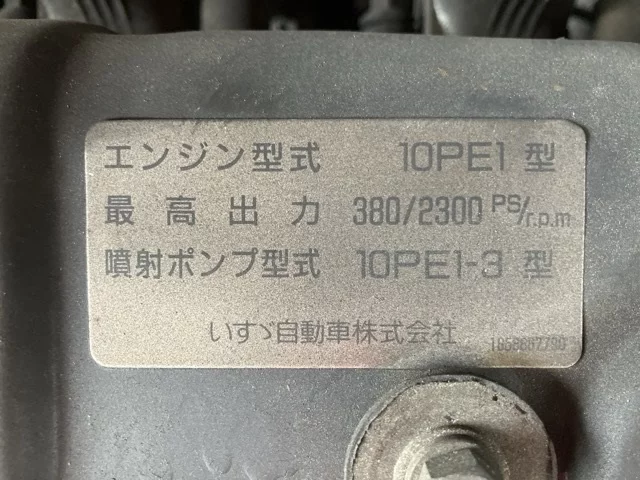 エンジン型式 10PE1 型
最高出力 380/2300 PS/r.p.m
噴射ポンプ型式 10PE1-3 型
いすゞ自動車株式会社